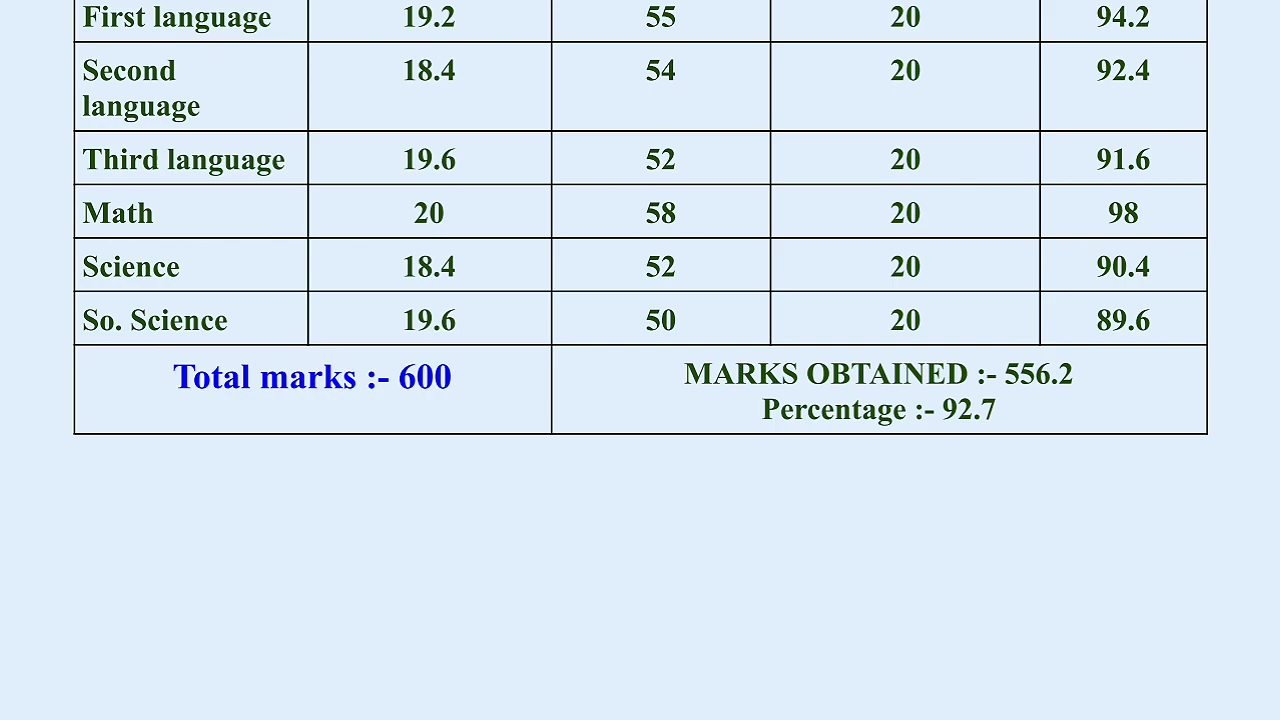 First language 19.2 55 20 94.2
Second 18.4 54 20 92.4
language
Third language 19.6 52 20 91.6
Math 20 58 20 98
Science 18.4 52 20 90.4
So. Science 19.6 50 20 89.6
Total marks :- 600 MARKS OBTAINED :- 556.2
Percentage :- 92.7